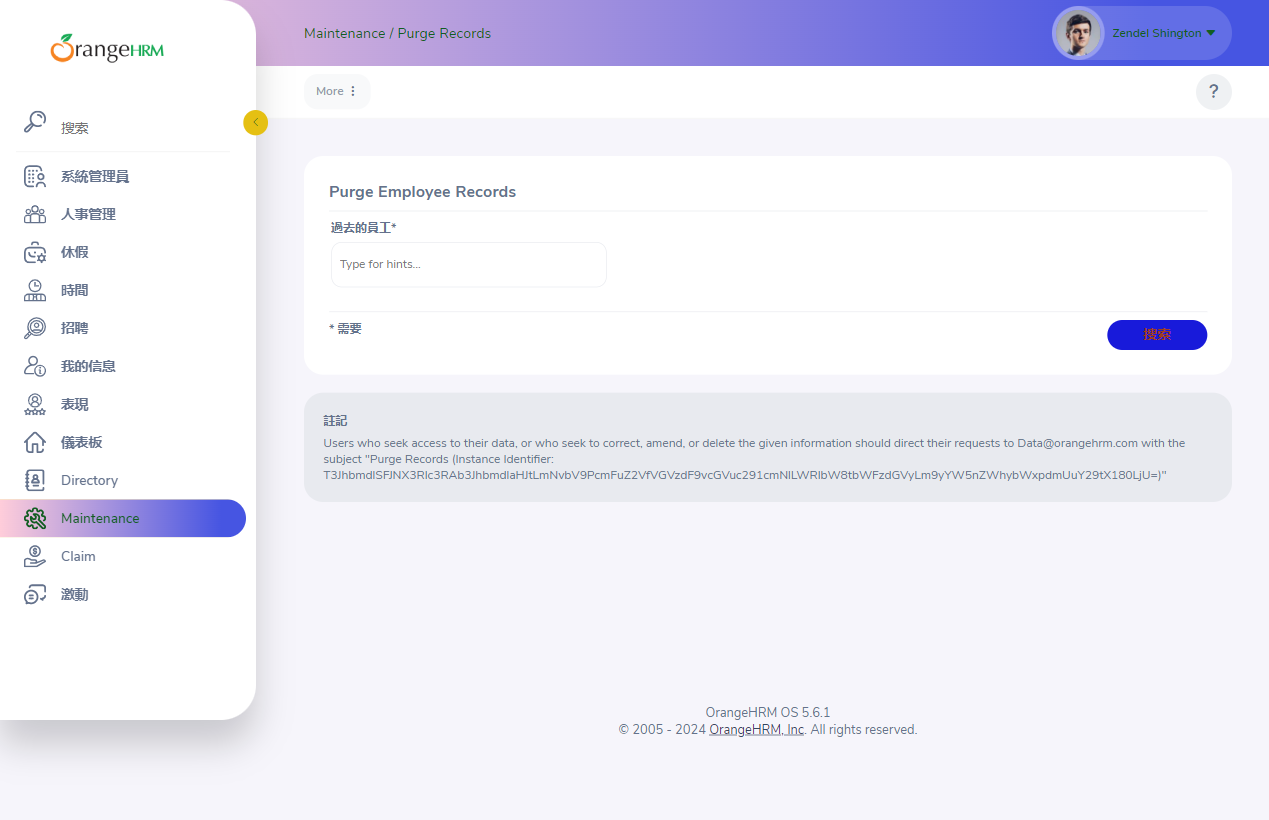 OrangeHRM
搜索
系統管理員
人事管理
休假
時間
招聘
我的信息
表現
儀表板
Directory
Maintenance
Claim
激動
Maintenance / Purge Records
Zendel Shington
More
?
Purge Employee Records
過去的員工*
Type for hints...
* 需要
搜索
註記
Users who seek access to their data, or who seek to correct, amend, or delete the given information should direct their requests to Data@orangehrm.com with the
subject "Purge Records (Instance Identifier:
OrangeHRM OS 5.6.1
© 2005 - 2024 OrangeHRM, Inc. All rights reserved.